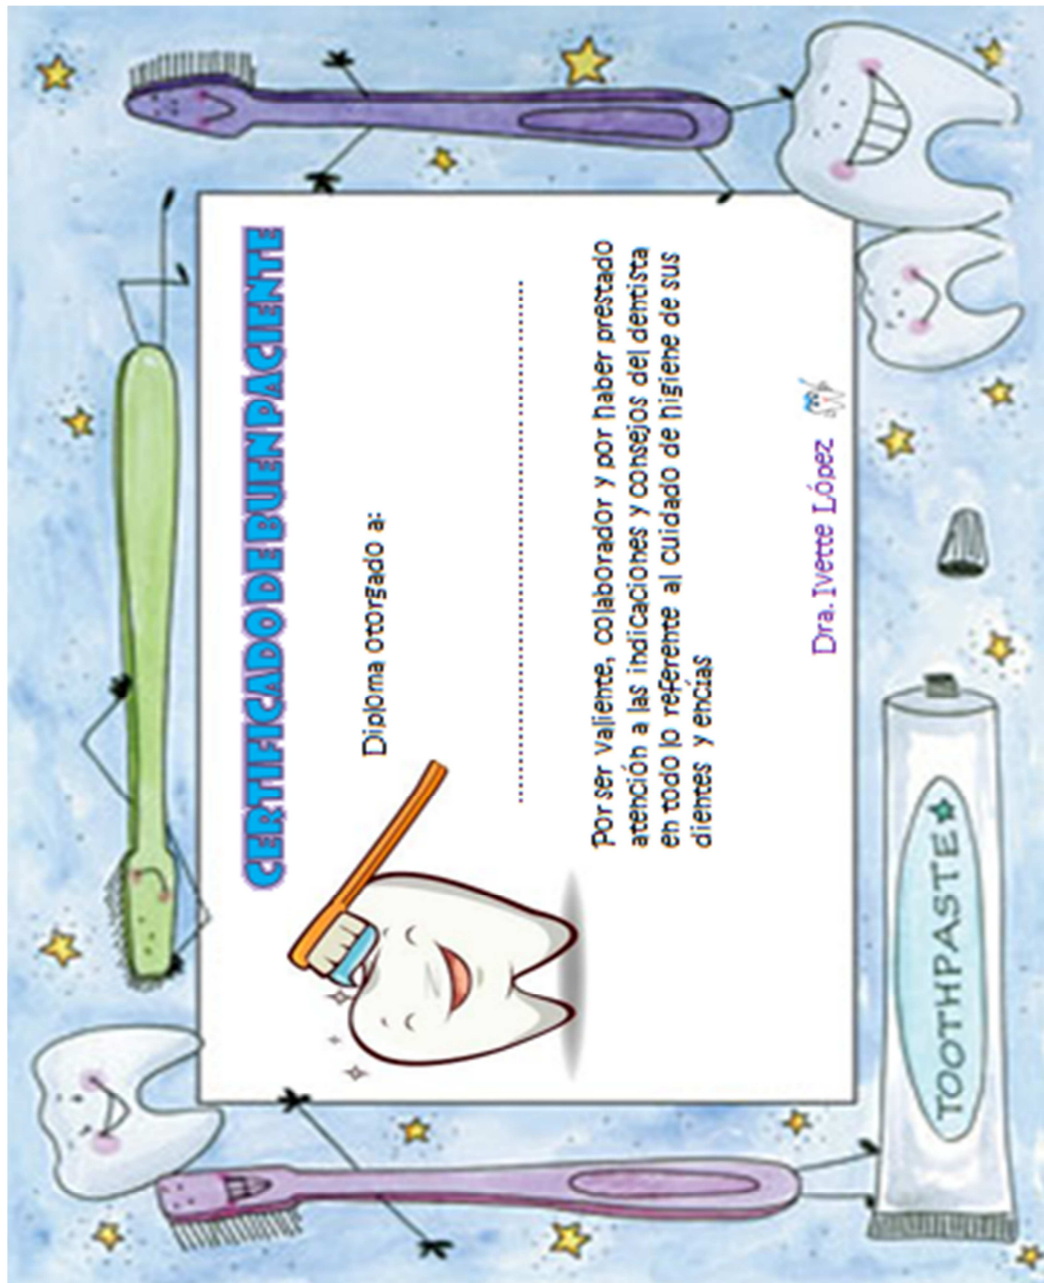 CERTIFICADO DE BUEN PACIENTE
Diploma otorgado a:
Por ser valiente, colaborador y por haber prestado
atención a las indicaciones y consejos del dentista
en todo lo referente al cuidado de higiene de sus
dientes y encías
Dra. Ivette López
TOOTHPASTE